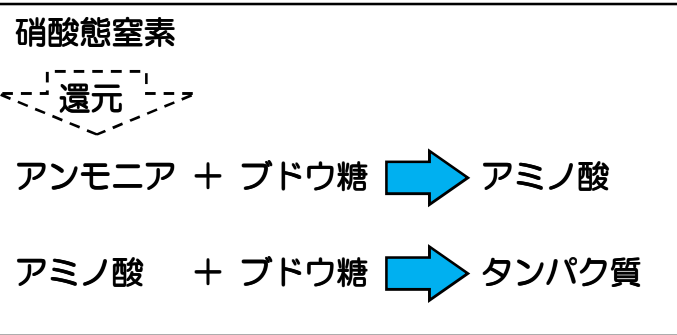 硝酸態窒素
還元
アンモニア ＋ ブドウ糖 アミノ酸
アミノ酸 ＋ ブドウ糖 タンパク質